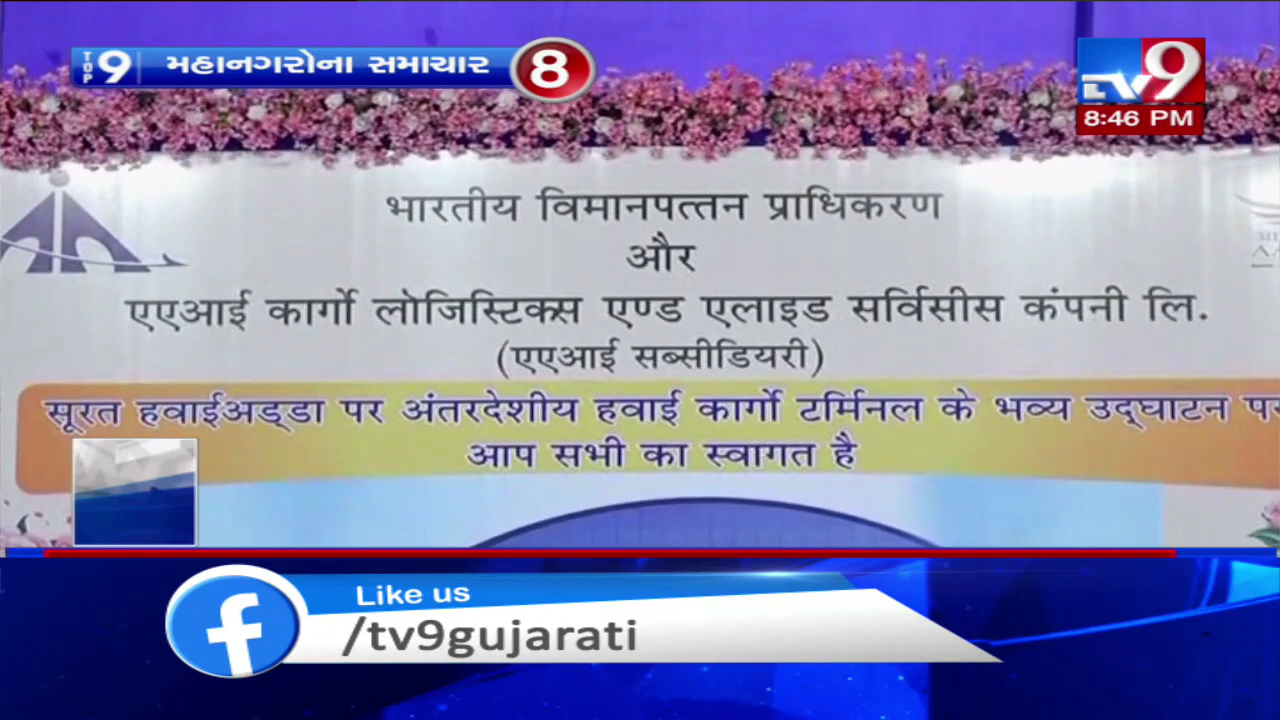 TOP 9 મહાનગરોના સમાચાર 8
TV9
8:46 PM
भारतीय विमानपत्तन प्राधिकरण
और
एएआई कार्गो लोजिस्टिक्स एण्ड एलाइड सर्विसीस कंपनी लि.
(एएआई सब्सीडियरी)
सूरत हवाईअड्डा पर अंतरदेशीय हवाई कार्गो टर्मिनल के भव्य उद्घाटन
आप सभी का स्वागत है
Like us
/tv9gujarati